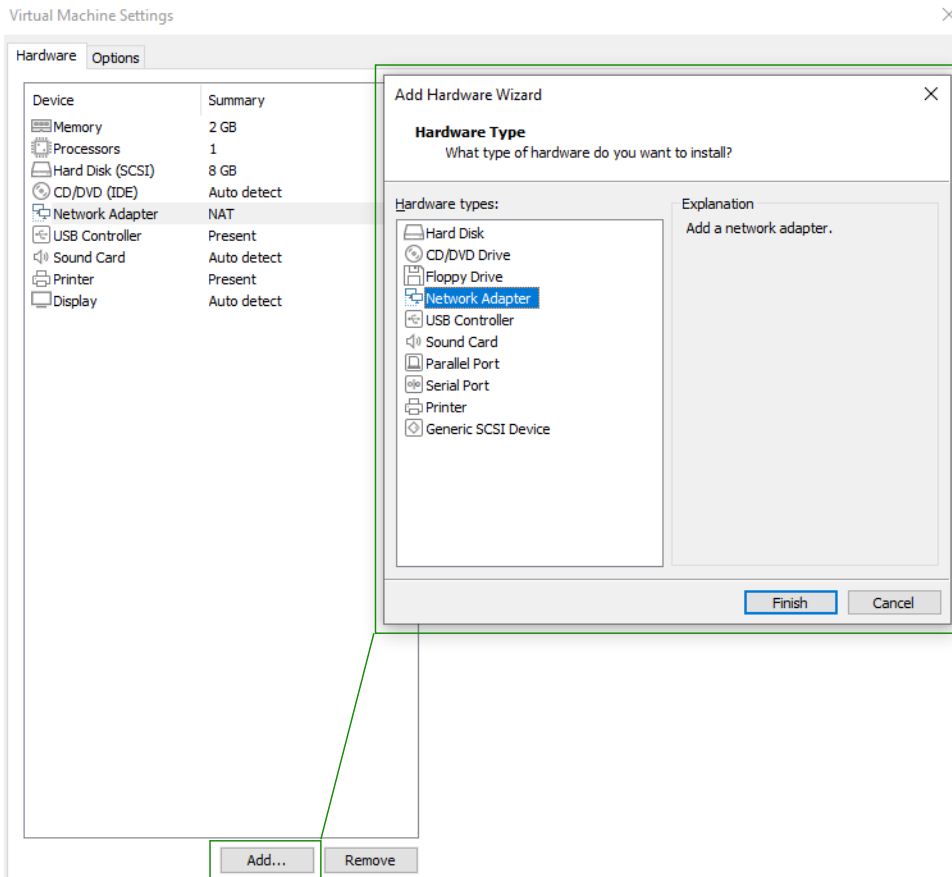 Virtual Machine Settings
Hardware Options
Device Summary
Memory 2 GB
Processors 1
Hard Disk (SCSI) 8 GB
CD/DVD (IDE) Auto detect
Network Adapter NAT
USB Controller Present
Sound Card Auto detect
Printer Present
Display Auto detect
Add... Remove
Add Hardware Wizard
Hardware Type
What type of hardware do you want to install?
Hardware types:
Hard Disk
CD/DVD Drive
Floppy Drive
Network Adapter
USB Controller
Sound Card
Parallel Port
Serial Port
Printer
Generic SCSI Device
Explanation
Add a network adapter.
Finish Cancel